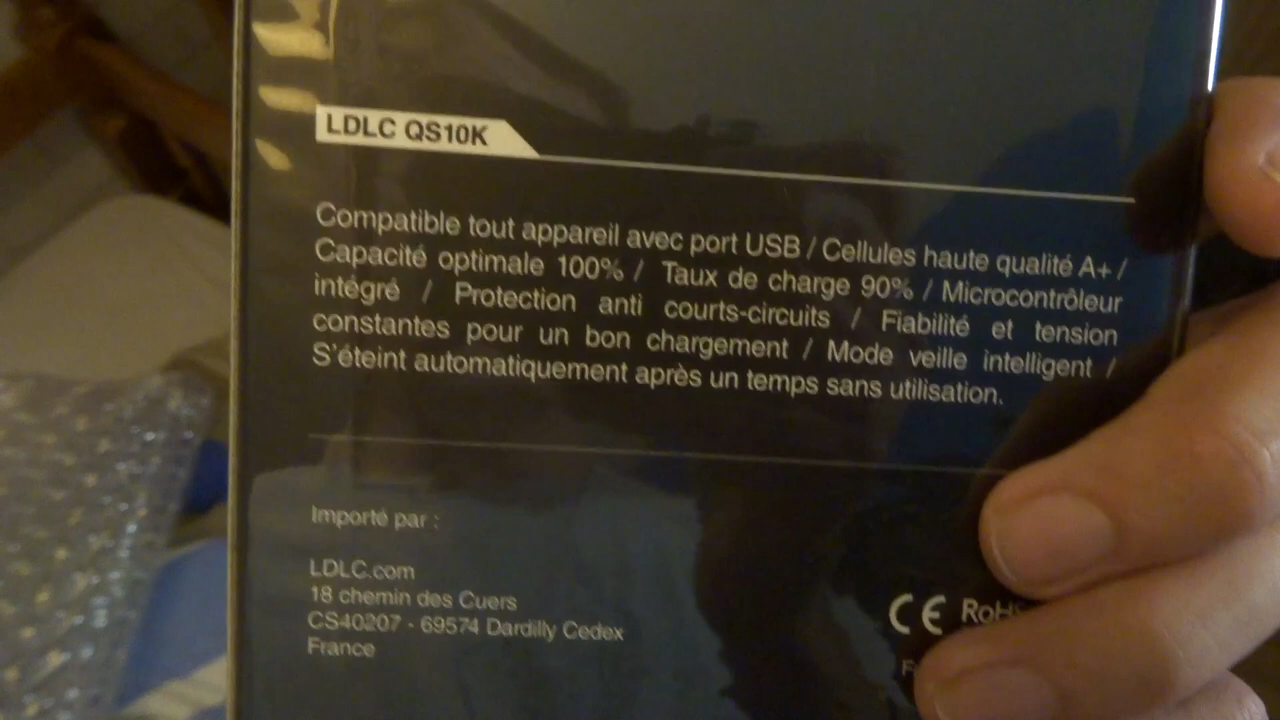 LDLC QS10K
Compatible tout appareil avec port USB / Cellules haute qualité A+ /
Capacité optimale 100% / Taux de charge 90% / Microcontrôleur
intégré / Protection anti courts-circuits / Fiabilité et tension
constantes pour un bon chargement / Mode veille intelligent /
S'éteint automatiquement après un temps sans utilisation.
Importé par :
LDLC.com
18 chemin des Cuers
CS40207 - 69574 Dardilly Cedex
France
CE RoHS